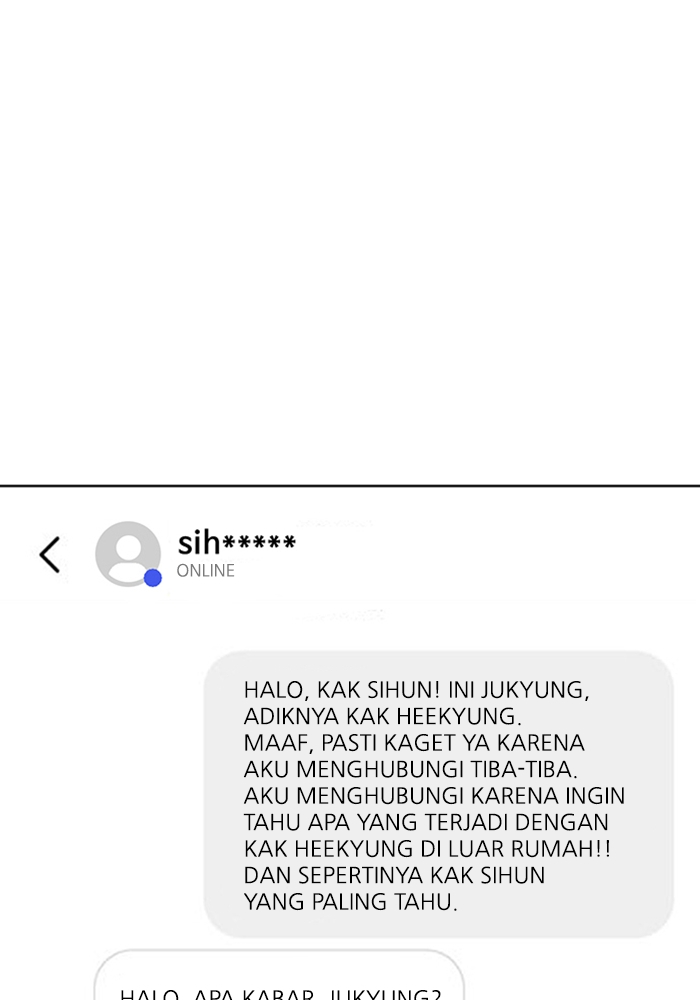 sih*****
ONLINE
HALO, KAK SIHUN! INI JUKYUNG,
ADIKNYA KAK HEEKYUNG.
MAAF, PASTI KAGET YA KARENA
AKU MENGHUBUNGI TIBA-TIBA.
AKU MENGHUBUNGI KARENA INGIN
TAHU APA YANG TERJADI DENGAN
KAK HEEKYUNG DI LUAR RUMAH!!
DAN SEPERTINYA KAK SIHUN
YANG PALING TAHU.
HALO, APA KABAR, JUKYUNG?